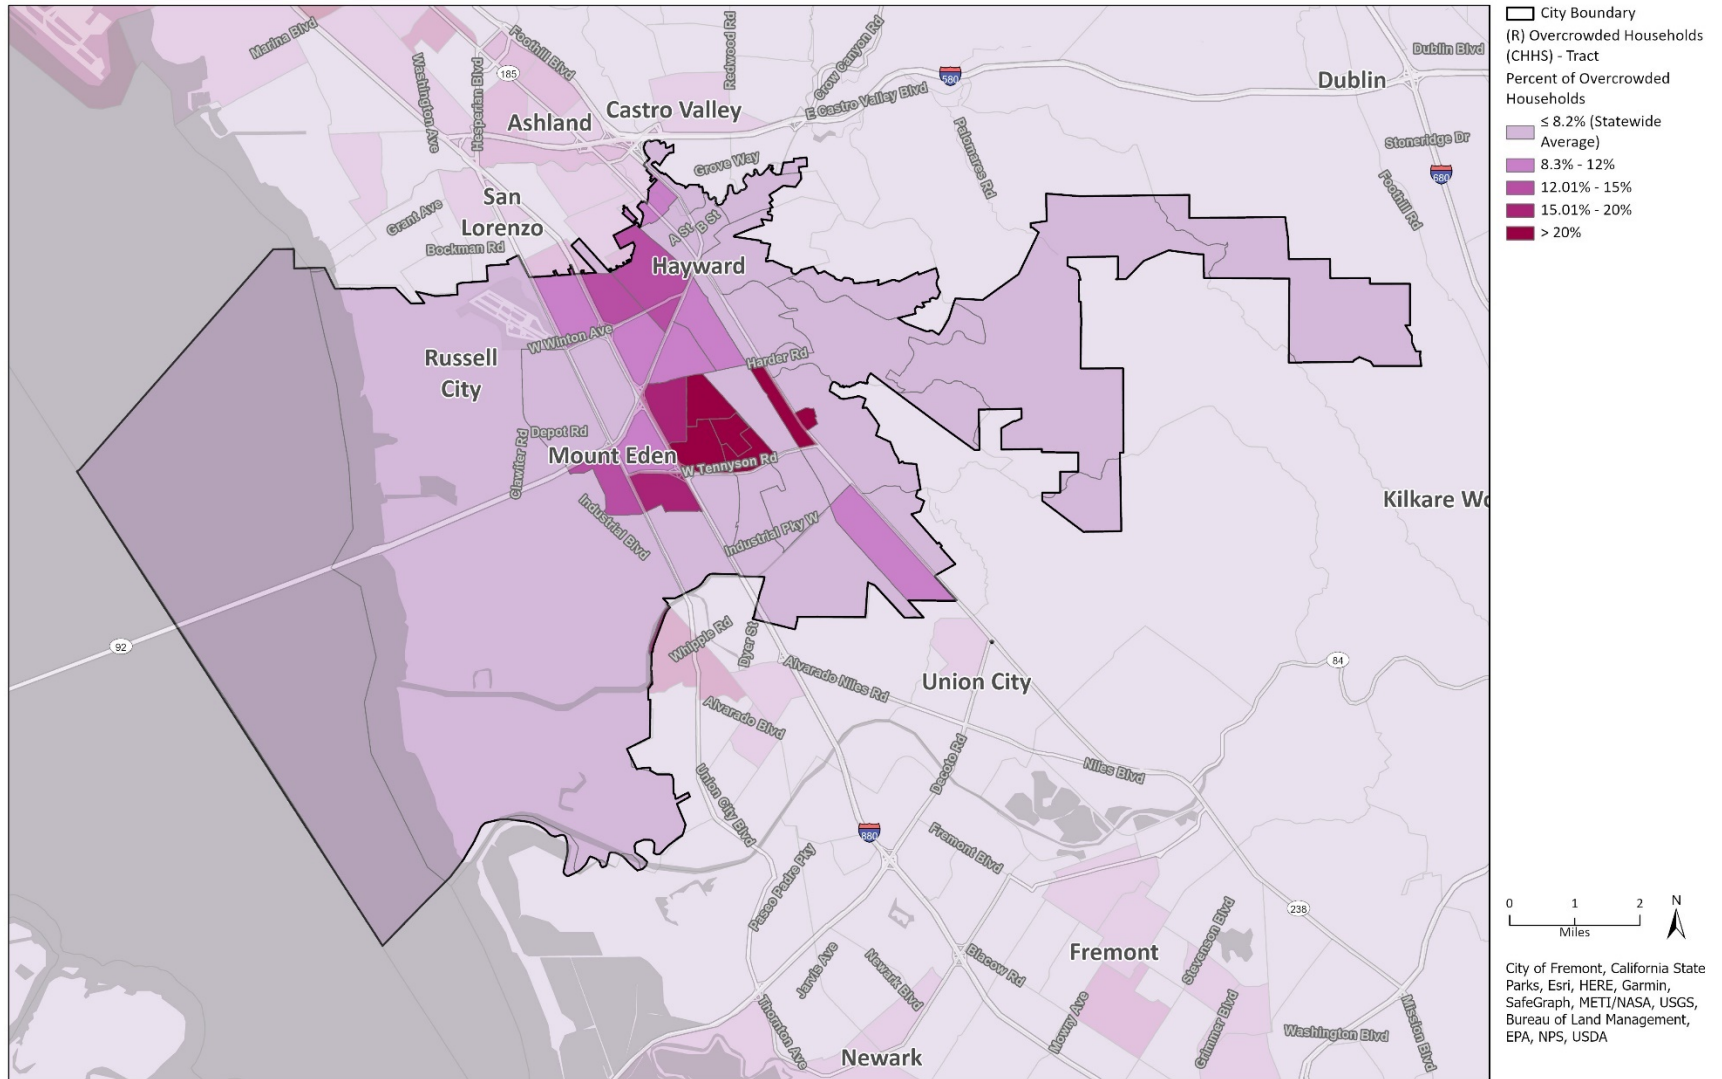 Marina Blvd
Washington Ave
Hesperian Blvd
185
Foothill Blvd
Redwood Rd
Crow Canyon Rd
580
Dublin Blvd
Dublin
Castro Valley
Ashland
E Castro Valley Blvd
Palomares Rd
Stoneridge Dr
680
Foothill Rd
Grove Way
San
Lorenzo
Grant Ave
Bockman Rd
A St
B St
Hayward
W Winton Ave
Russell
City
Harder Rd
Depot Rd
Clawiter Rd
Mount Eden
W Tennyson Rd
Industrial Blvd
Industrial Pky W
Kilkare Wo
92
84
Whipple Rd
Dyer St
Alvarado Niles Rd
Union City
Alvarado Blvd
Union City Blvd
Decoto Rd
Niles Blvd
880
Fremont Blvd
Paseo Padre Pky
238
Stevenson Blvd
Fremont
Blacow Rd
Jarvis Ave
Newark Blvd
Mowry Ave
Grimmer Blvd
Washington Blvd
Mission Blvd
Thornton Ave
Newark
City Boundary
(R) Overcrowded Households
(CHHS) - Tract
Percent of Overcrowded
Households
≤ 8.2% (Statewide
Average)
8.3% - 12%
12.01% - 15%
15.01% - 20%
> 20%
0 1 2
Miles
N
City of Fremont, California State
Parks, Esri, HERE, Garmin,
SafeGraph, METI/NASA, USGS,
Bureau of Land Management,
EPA, NPS, USDA